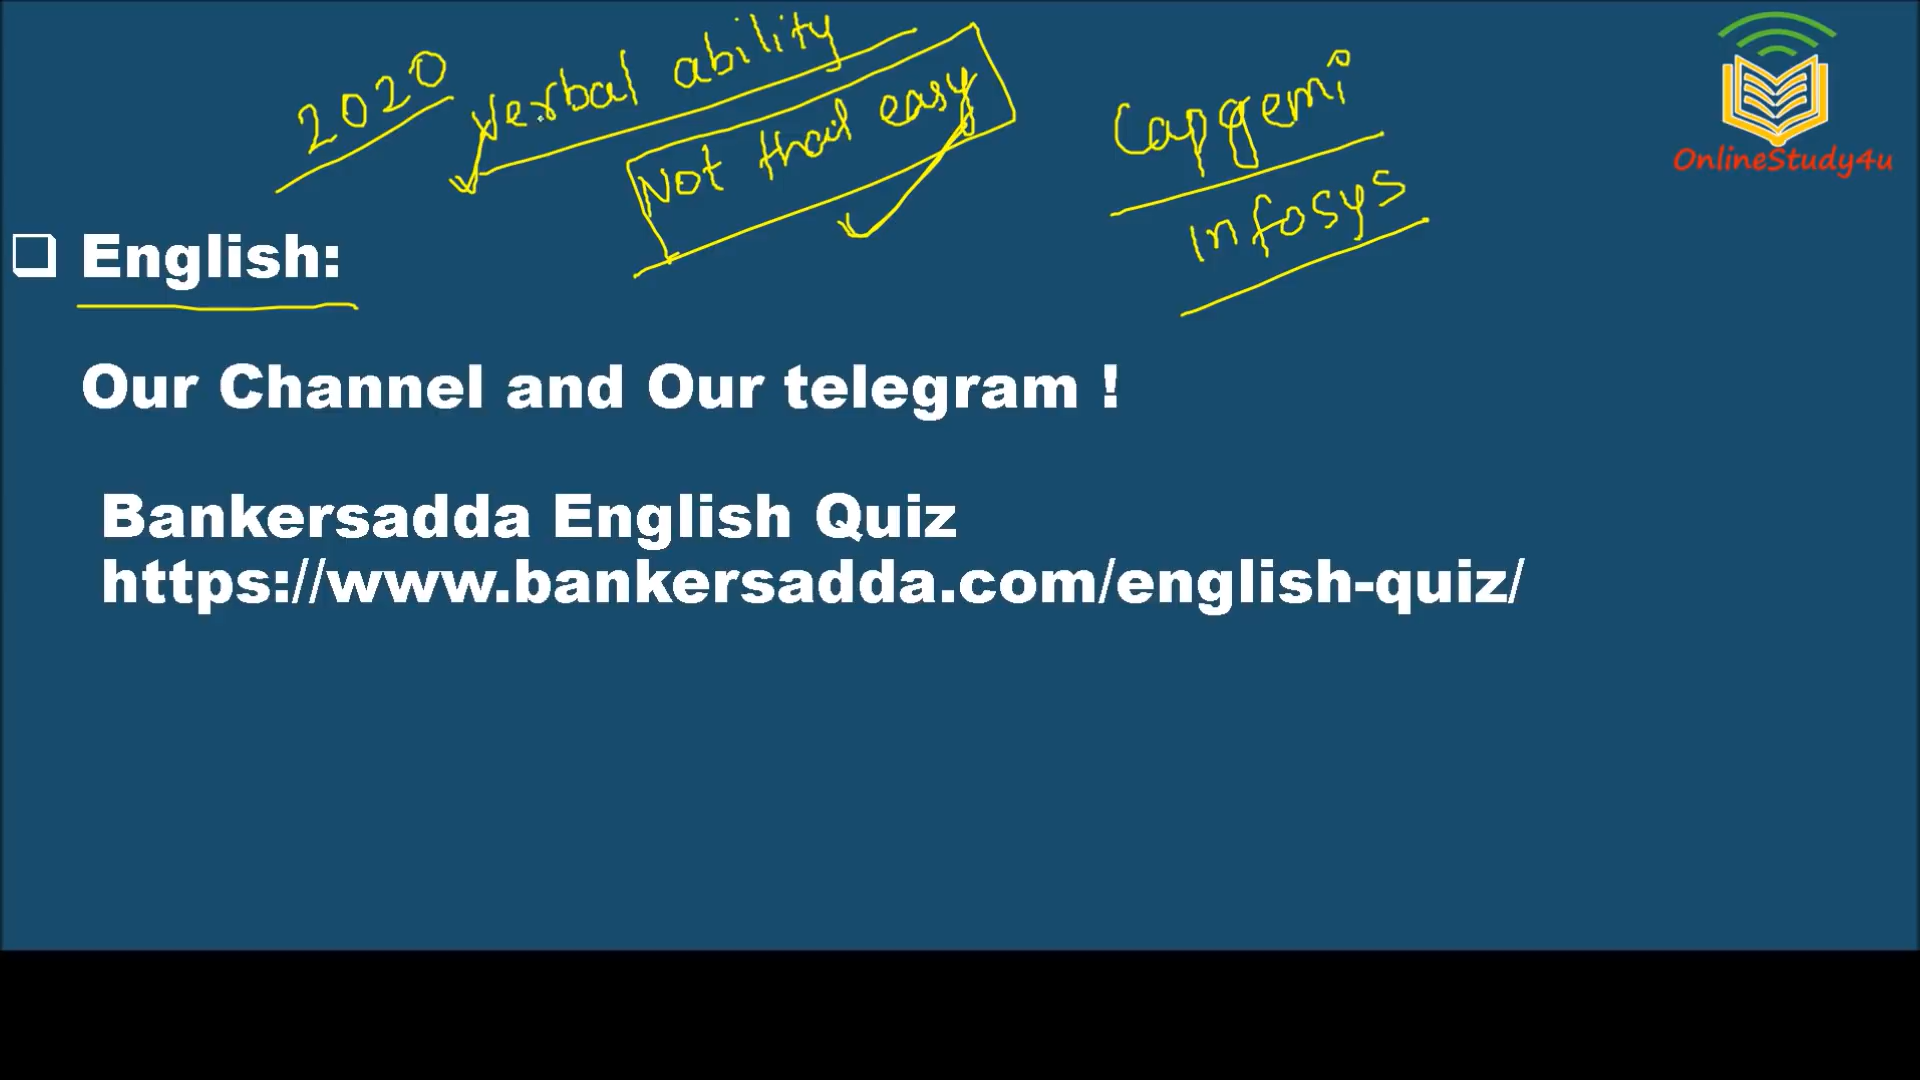 2020 Verbal ability
Not that easy
Capgemi
Infosys
OnlineStudy4u
English:
Our Channel and Our telegram !
Bankersadda English Quiz
https://www.bankersadda.com/english-quiz/